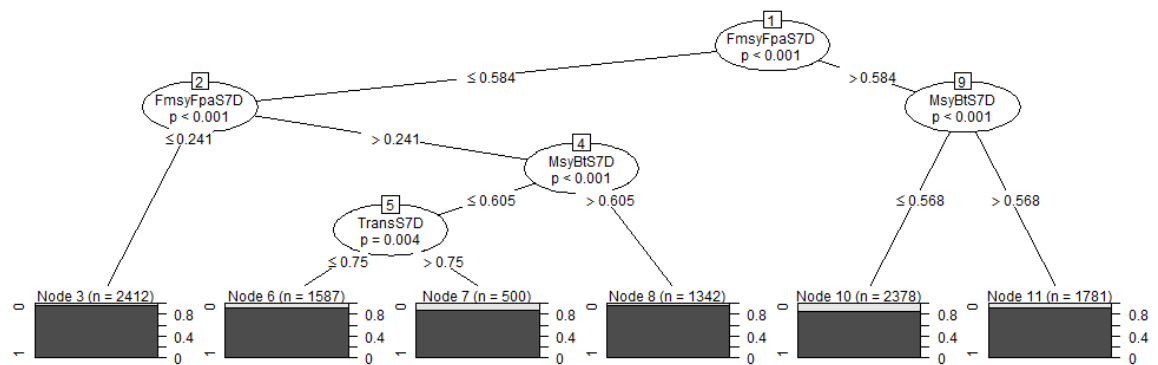 1
FmsyFpaS7D
p < 0.001
≤ 0.584
> 0.584
2
FmsyFpaS7D
p < 0.001
9
MsyBtS7D
p < 0.001
≤ 0.241
> 0.241
4
MsyBtS7D
p < 0.001
≤ 0.605
> 0.605
≤ 0.568
> 0.568
5
TransS7D
p = 0.004
≤ 0.75
> 0.75
Node 3 (n = 2412)
0
1
0.8
0.4
0
Node 6 (n = 1587)
0
1
0.8
0.4
0
Node 7 (n = 500)
0
1
0.8
0.4
0
Node 8 (n = 1342)
0
1
0.8
0.4
0
Node 10 (n = 2378)
0
1
0.8
0.4
0
Node 11 (n = 1781)
0
1
0.8
0.4
0